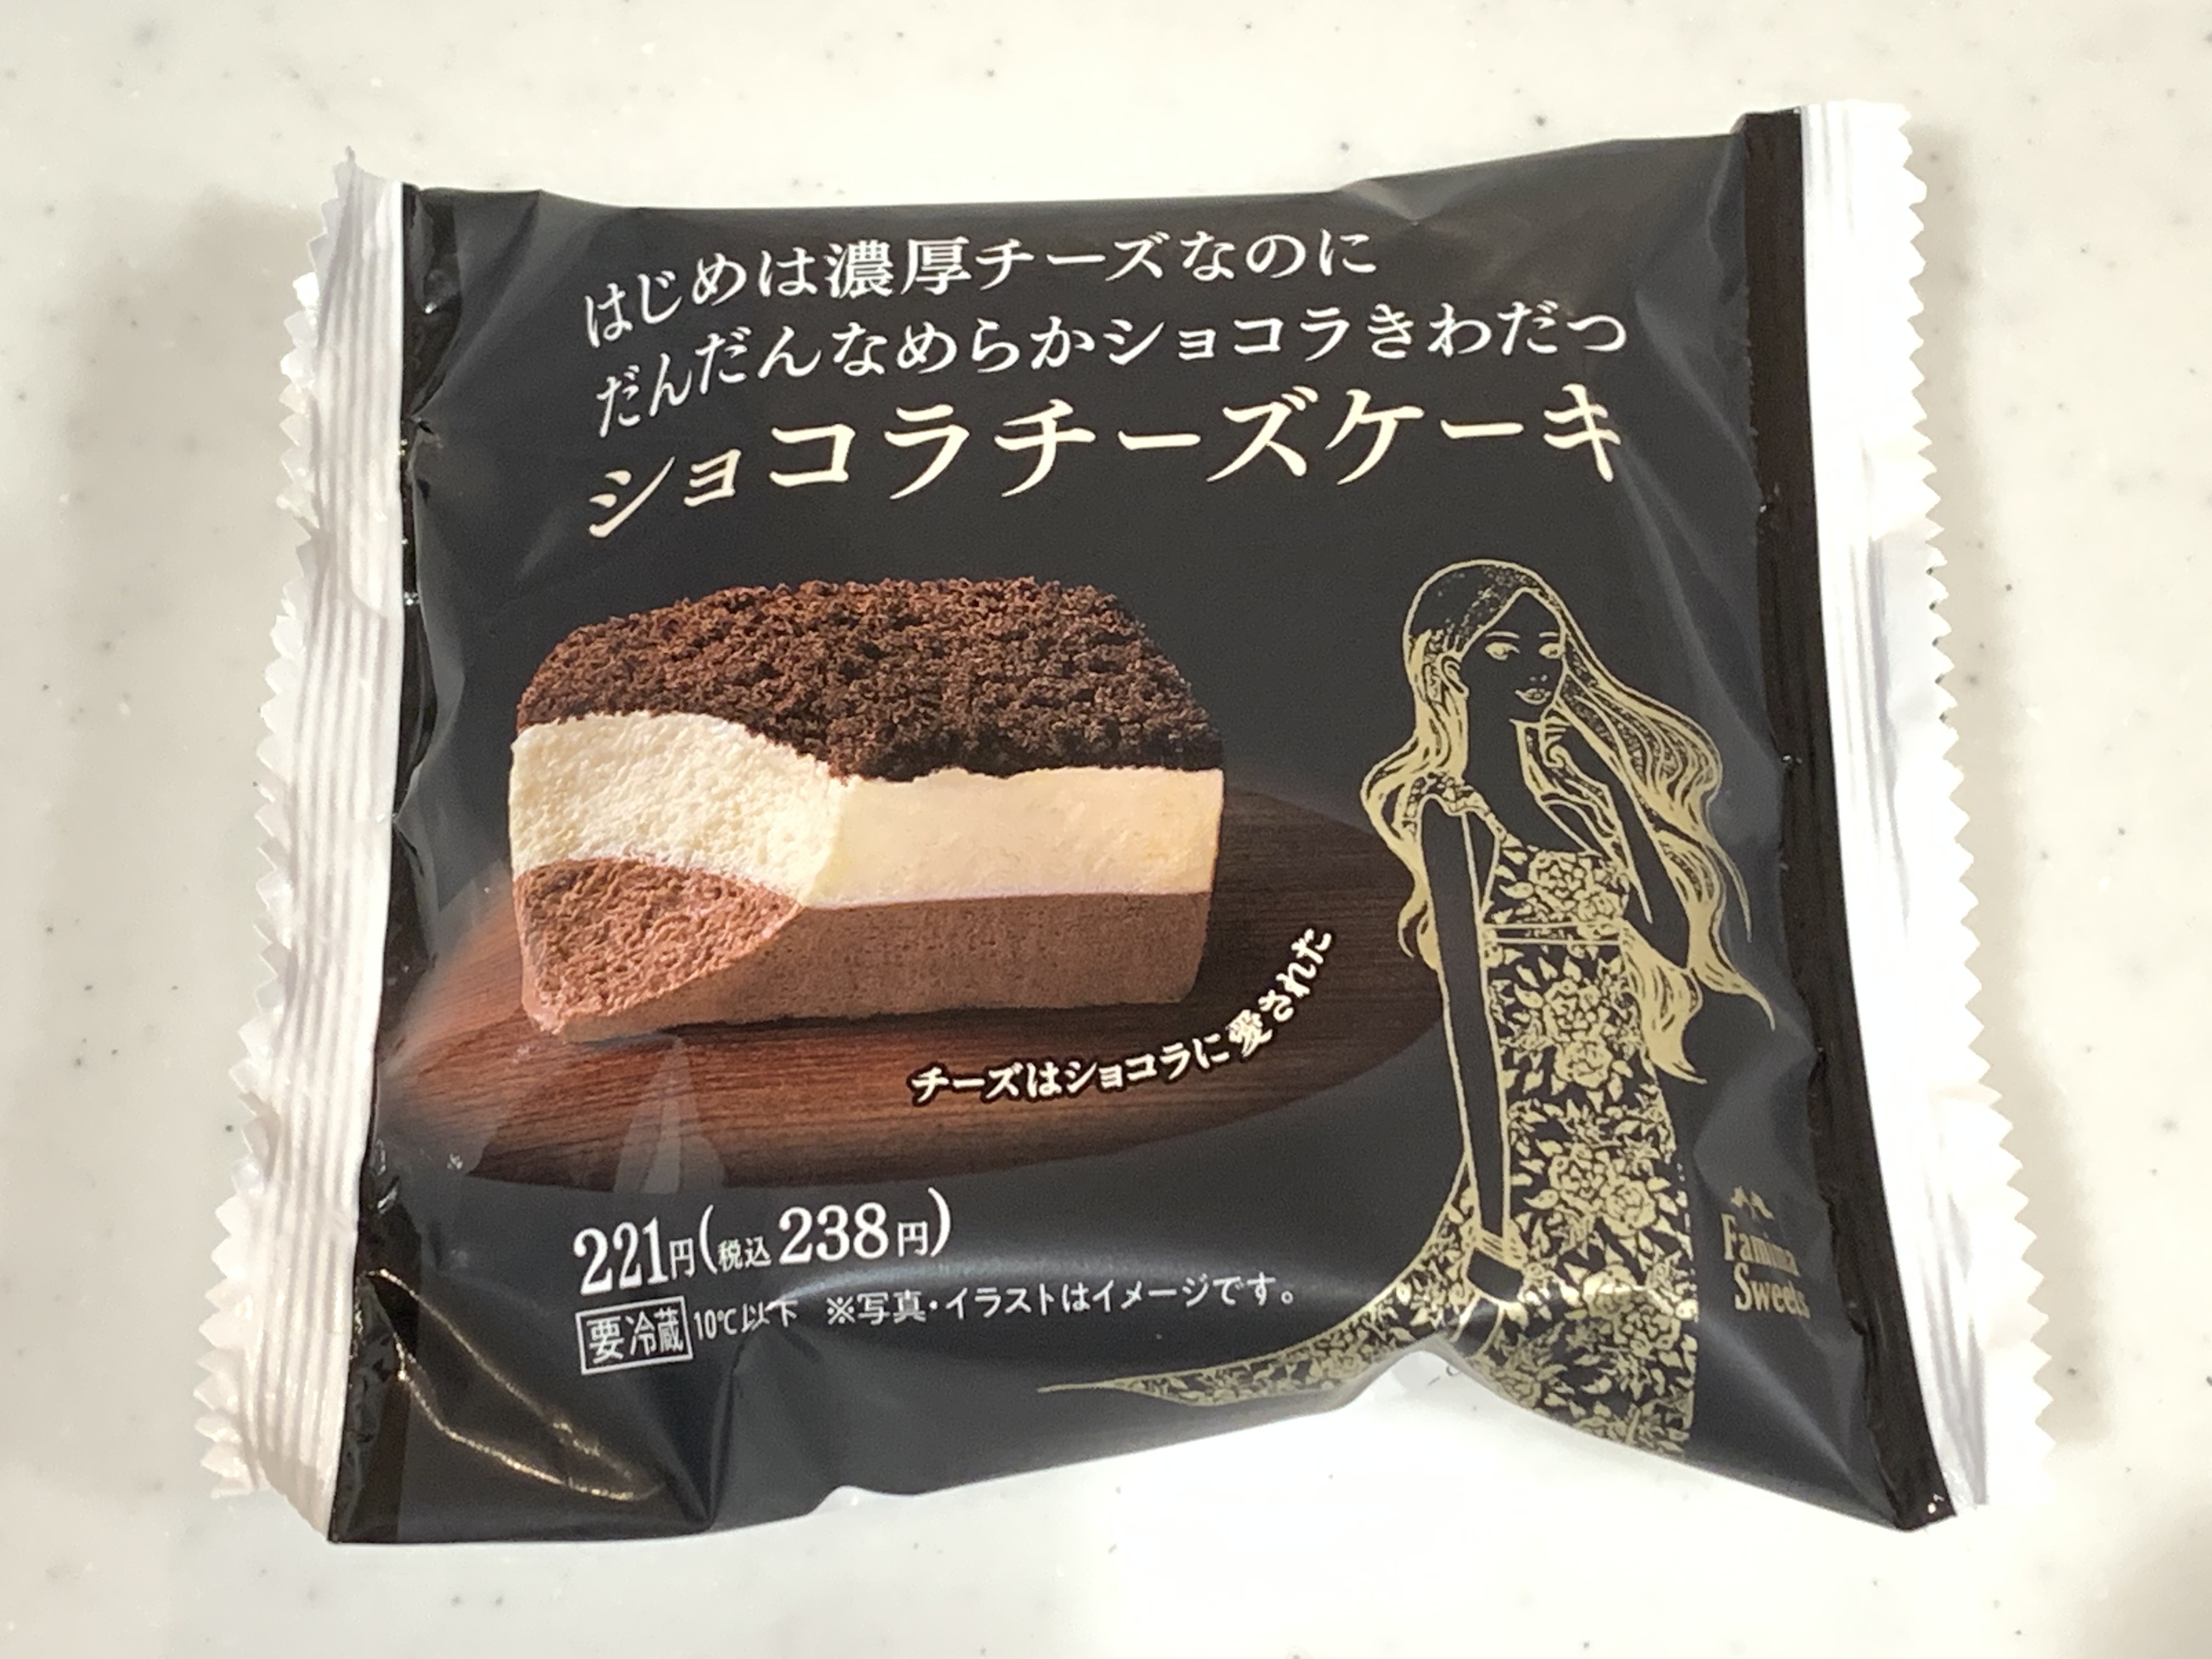 はじめは濃厚チーズなのに
だんだんなめらかショコラきわだつ
ショコラチーズケーキ
チーズはショコラに愛された
221円(税込238円)
要冷蔵 10℃以下 ※写真・イラストはイメージです。
Famima
Sweets